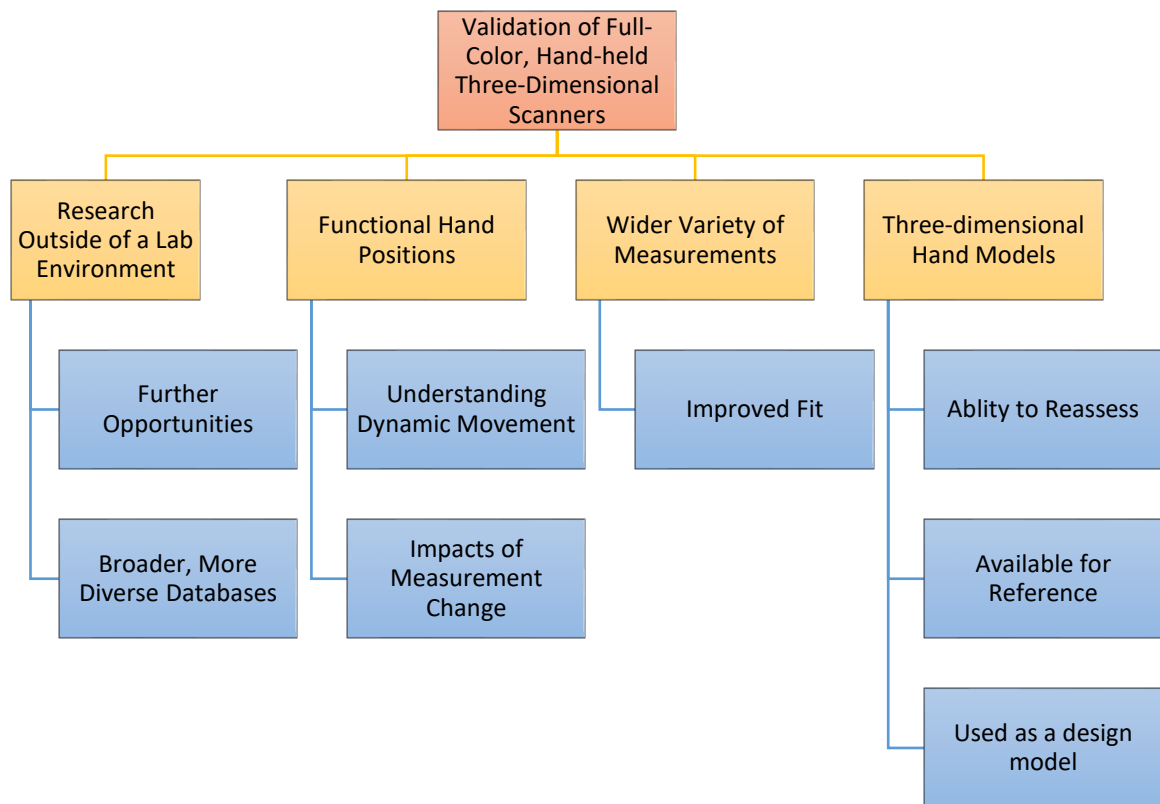 Validation of Full-
Color, Hand-held
Three-Dimensional
Scanners
Research
Outside of a Lab
Environment
Functional Hand
Positions
Wider Variety of
Measurements
Three-dimensional
Hand Models
Further
Opportunities
Understanding
Dynamic Movement
Improved Fit
Ablity to Reassess
Broader, More
Diverse Databases
Impacts of
Measurement
Change
Available for
Reference
Used as a design
model